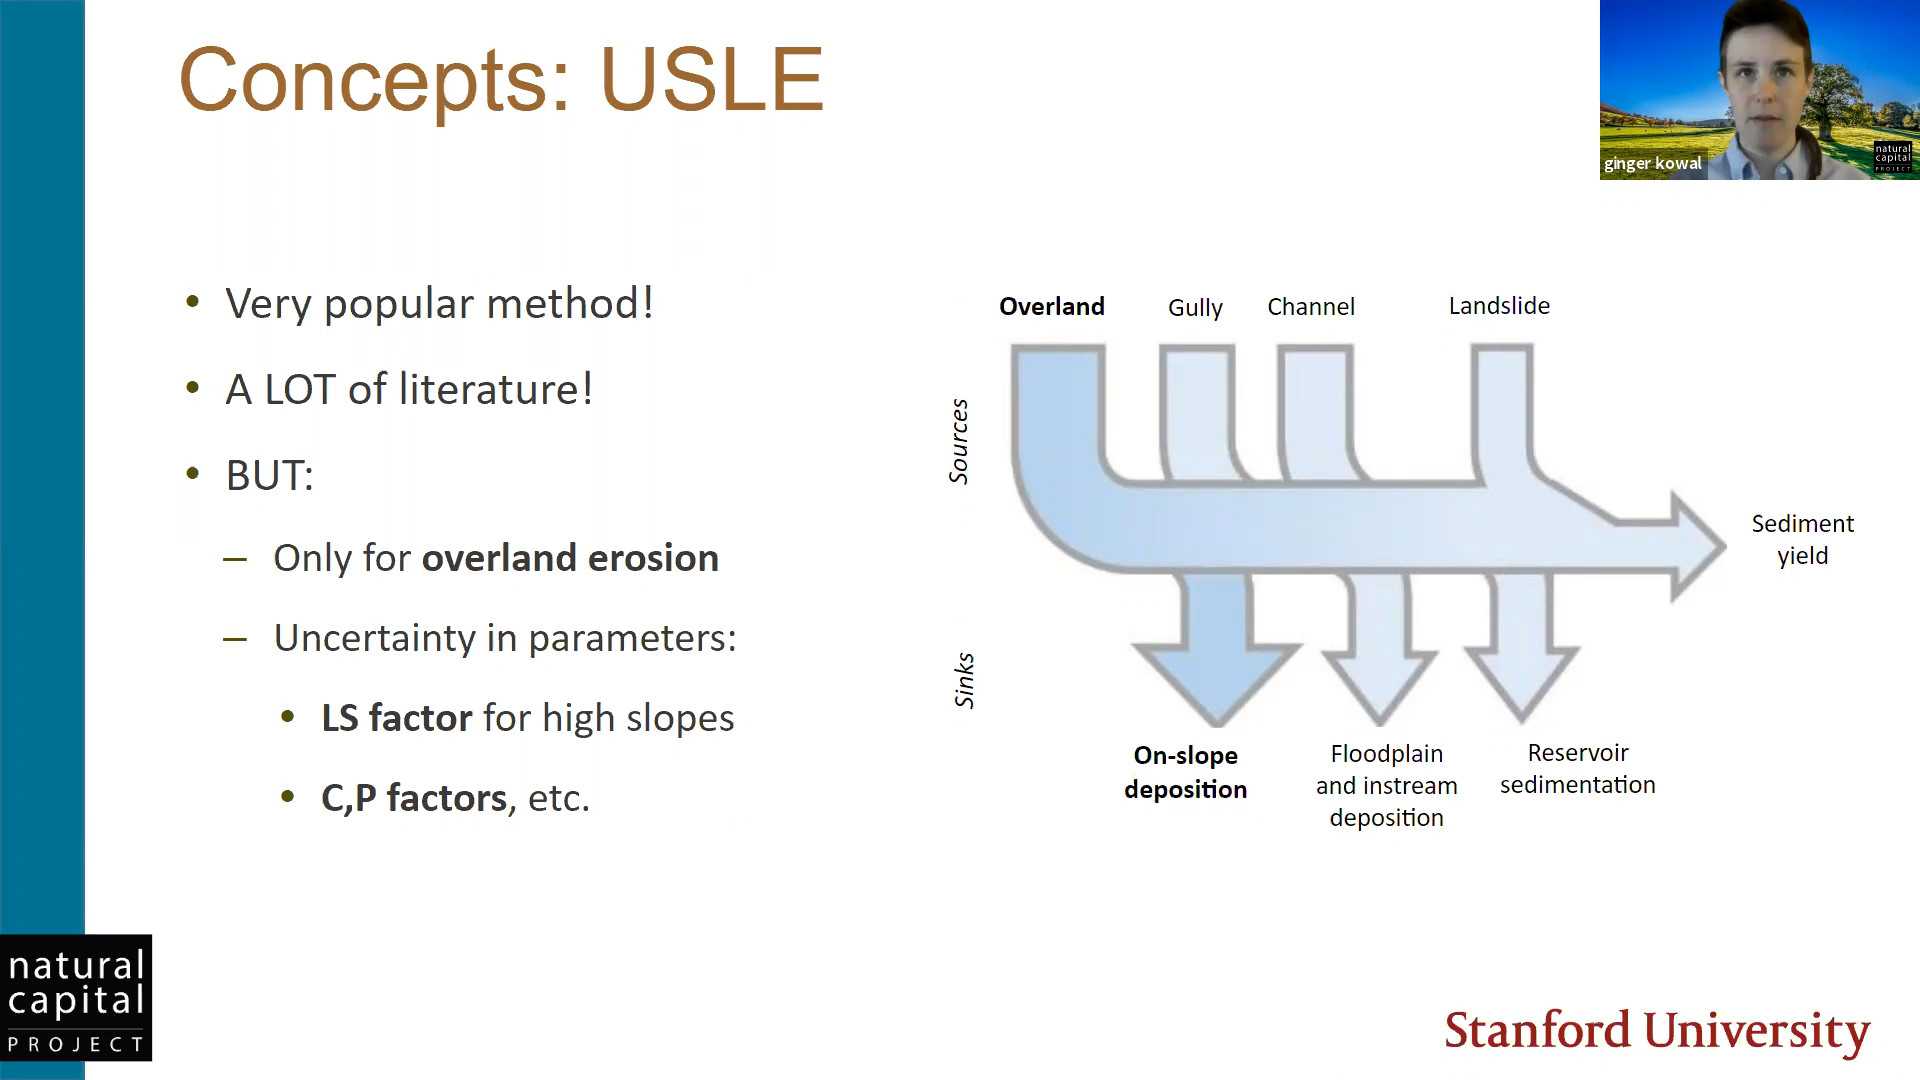 Concepts: USLE
ginger kowal
natural
capital
PROJECT
• Very popular method!
• A LOT of literature!
• BUT:
– Only for overland erosion
– Uncertainty in parameters:
• LS factor for high slopes
• C,P factors, etc.
Overland
Gully
Channel
Landslide
Sources
Sediment
yield
Sinks
On-slope
deposition
Floodplain
and instream
deposition
Reservoir
sedimentation
natural
capital
PROJECT
Stanford University